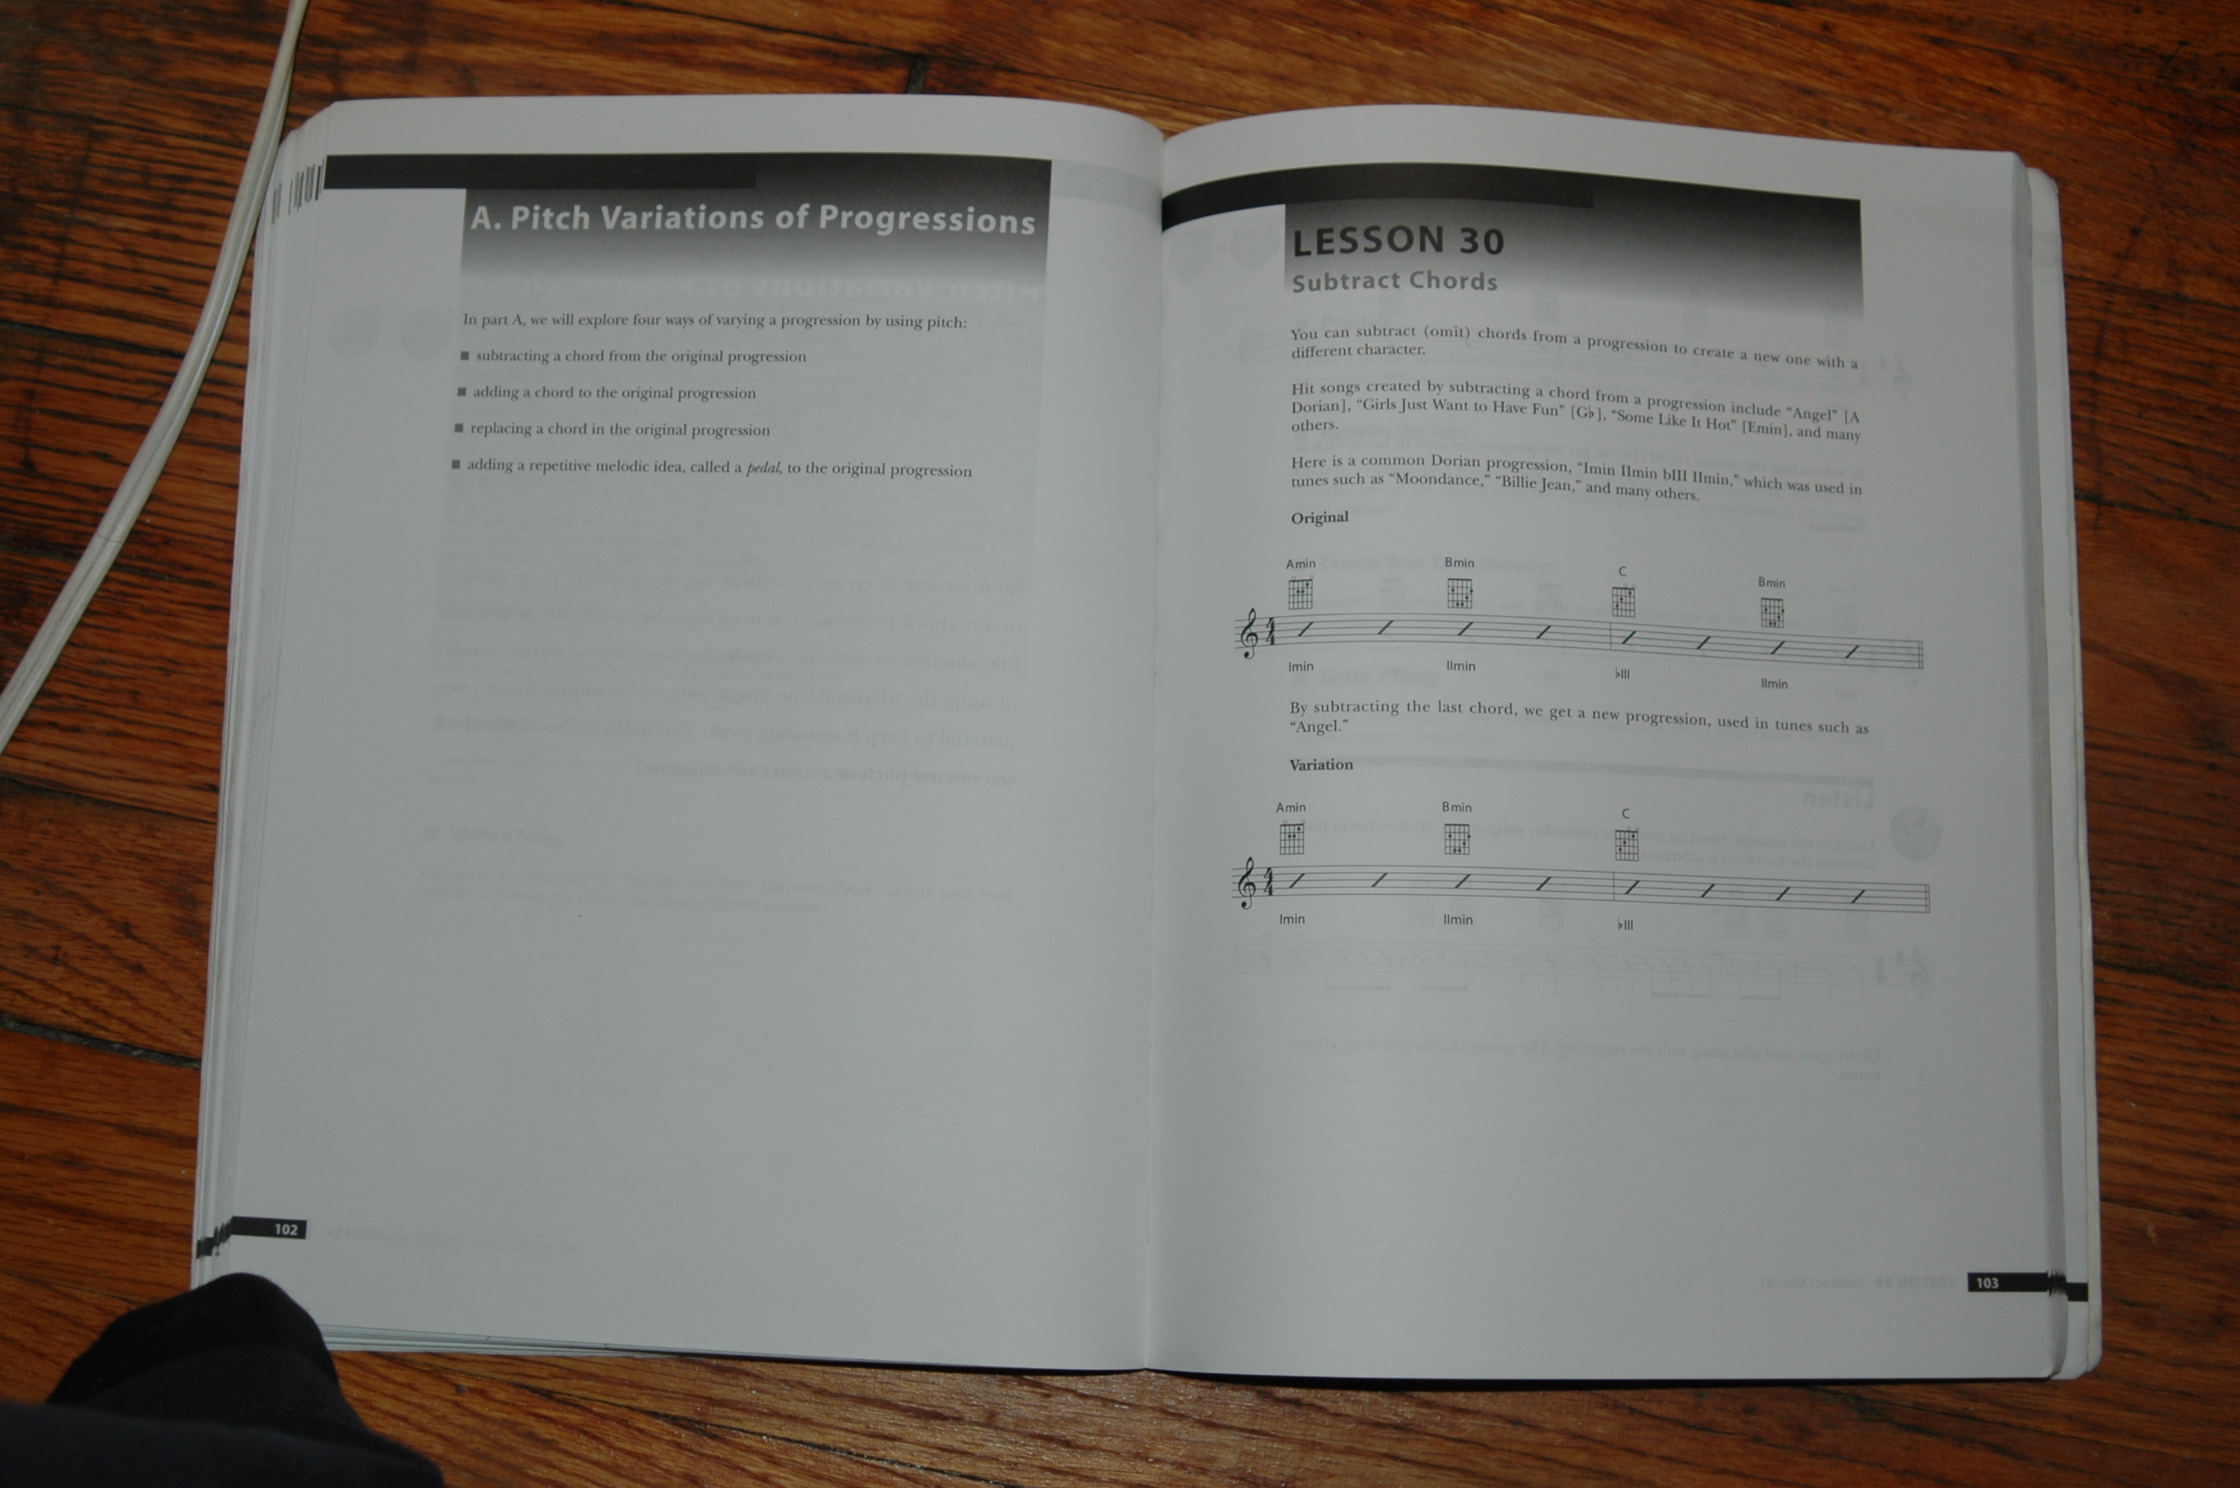 A. Pitch Variations of Progressions
In part A, we will explore four ways of varying a progression by using pitch:
■ subtracting a chord from the original progression
■ adding a chord to the original progression
■ replacing a chord in the original progression
■ adding a repetitive melodic idea, called a pedal, to the original progression
102
LESSON 30
Subtract Chords
You can subtract (omit) chords from a progression to create a new one with a
different character.
Hit songs created by subtracting a chord from a progression include “Angel” [A
Dorian], “Girls Just Want to Have Fun” [G♭], “Some Like It Hot” [Emin], and many
others.
Here is a common Dorian progression, “Imin IImin bIII IImin,” which was used in
tunes such as “Moondance,” “Billie Jean,” and many others.
Original
Amin Bmin C Bmin
4
4
Imin IImin ♭III IImin
By subtracting the last chord, we get a new progression, used in tunes such as
“Angel.”
Variation
Amin Bmin C
4
4
Imin IImin ♭III
103